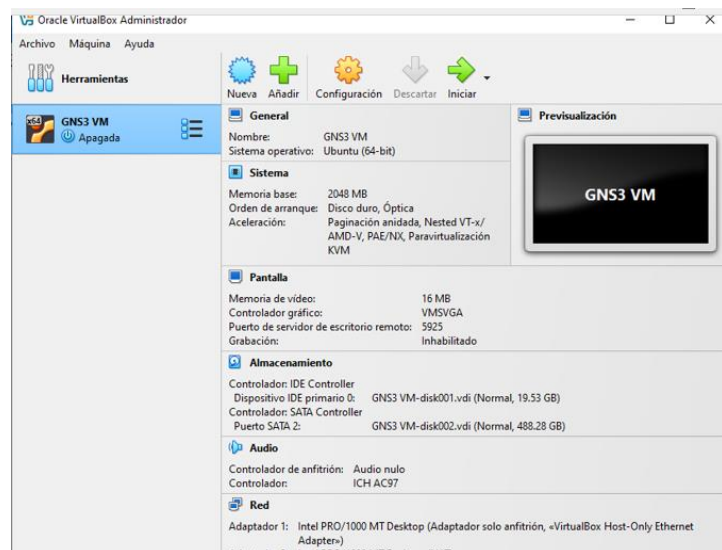 Oracle VirtualBox Administrador
Archivo Máquina Ayuda
Herramientas
Nueva Añadir Configuración Descartar Iniciar
x64
GNS3 VM
Apagada
General
Nombre: GNS3 VM
Sistema operativo: Ubuntu (64-bit)
Previsualización
GNS3 VM
Sistema
Memoria base: 2048 MB
Orden de arranque: Disco duro, Óptica
Aceleración: Paginación anidada, Nested VT-x/
AMD-V, PAE/NX, Paravirtualización
KVM
Pantalla
Memoria de vídeo: 16 MB
Controlador gráfico: VMSVGA
Puerto de servidor de escritorio remoto: 5925
Grabación: Inhabilitado
Almacenamiento
Controlador: IDE Controller
Dispositivo IDE primario 0: GNS3 VM-disk001.vdi (Normal, 19.53 GB)
Controlador: SATA Controller
Puerto SATA 2: GNS3 VM-disk002.vdi (Normal, 488.28 GB)
Audio
Controlador de anfitrión: Audio nulo
Controlador: ICH AC97
Red
Adaptador 1: Intel PRO/1000 MT Desktop (Adaptador solo anfitrión, «VirtualBox Host-Only Ethernet
Adapter»)